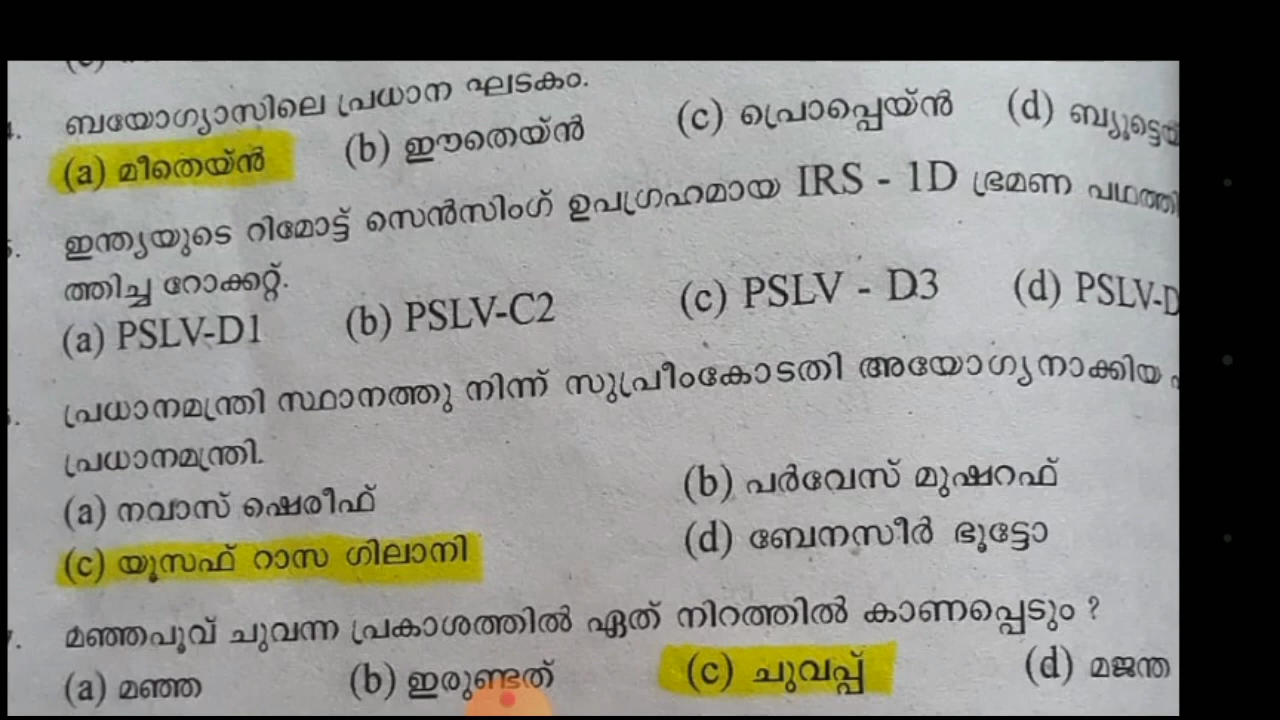 ബയോഗ്യാസിലെ പ്രധാന ഘടകം.
(a) മീതെയ്ൻ (b) ഈതെയ്ൻ (c) പ്രൊപ്പെയ്ൻ (d)
ഇന്ത്യയുടെ റിമോട്ട് സെൻസിംഗ് ഉപഗ്രഹമായ IRS - 1D ഭ്രമണ
ത്തിച്ച റോക്കറ്റ്.
(a) PSLV-D1 (b) PSLV-C2 (c) PSLV - D3 (d) PSLV-D
പ്രധാനമന്ത്രി സ്ഥാനത്തു നിന്ന് സുപ്രീംകോടതി അയോഗ്യനാക്കിയ
പ്രധാനമന്ത്രി.
(a) നവാസ് ഷെരീഫ് (b) പർവേസ് മുഷറഫ്
(c) യൂസഫ് റാസ ഗിലാനി (d) ബേനസീർ ഭൂട്ടോ
മഞ്ഞപൂവ് ചുവന്ന പ്രകാശത്തിൽ ഏത് നിറത്തിൽ കാണപ്പെടും ?
(a) മഞ്ഞ (b) ഇരുണ്ടത് (c) ചുവപ്പ് (d) മജന്ത